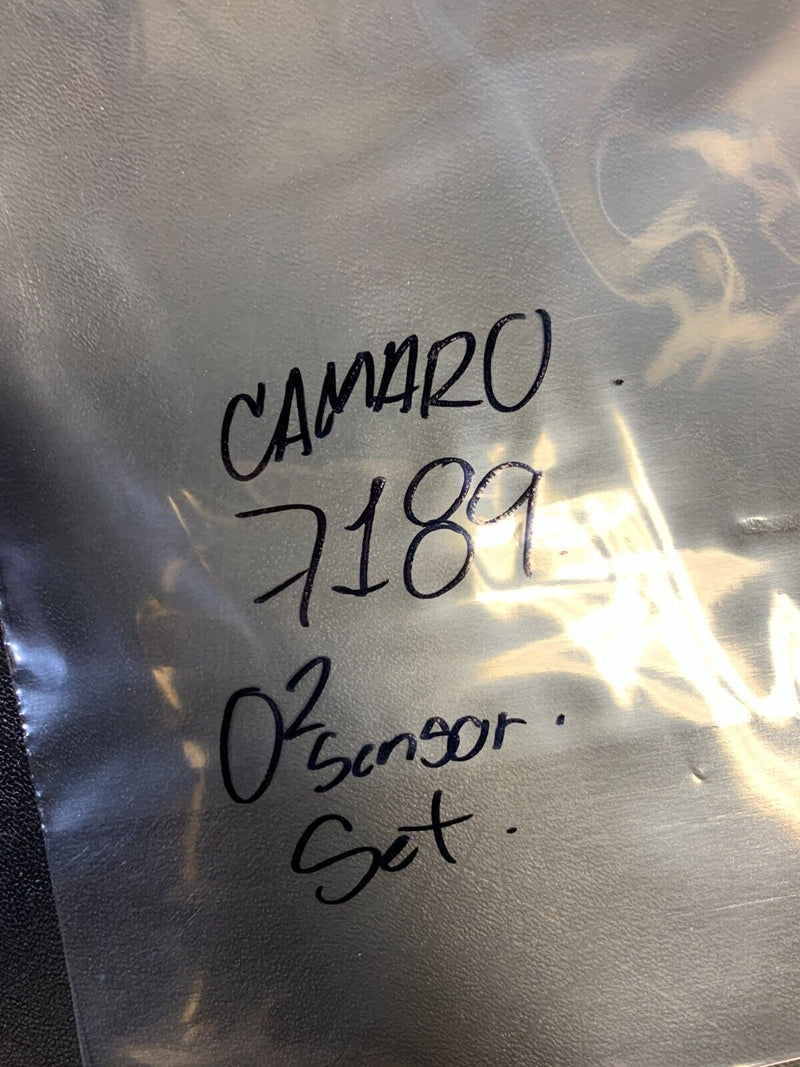 CAMARO
7189
O² Sensor.
Set.